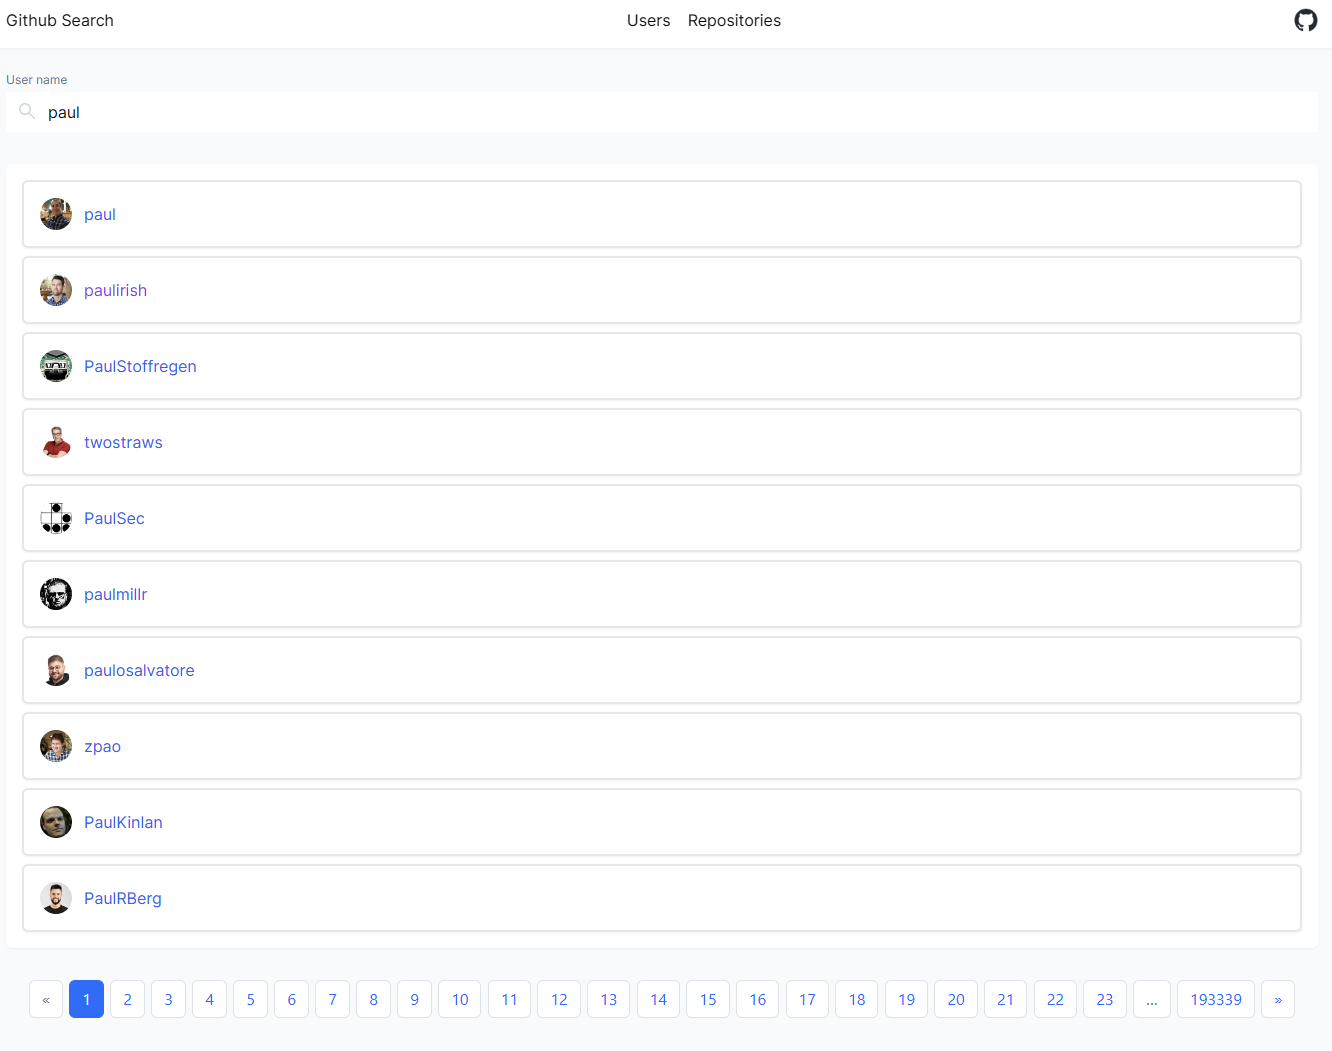 Github Search Users Repositories
User name
paul
paul
paulirish
PaulStoffregen
twostraws
PaulSec
paulmillr
paulosalvatore
zpao
PaulKinlan
PaulRBerg
« 1 2 3 4 5 6 7 8 9 10 11 12 13 14 15 16 17 18 19 20 21 22 23 ... 193339 »